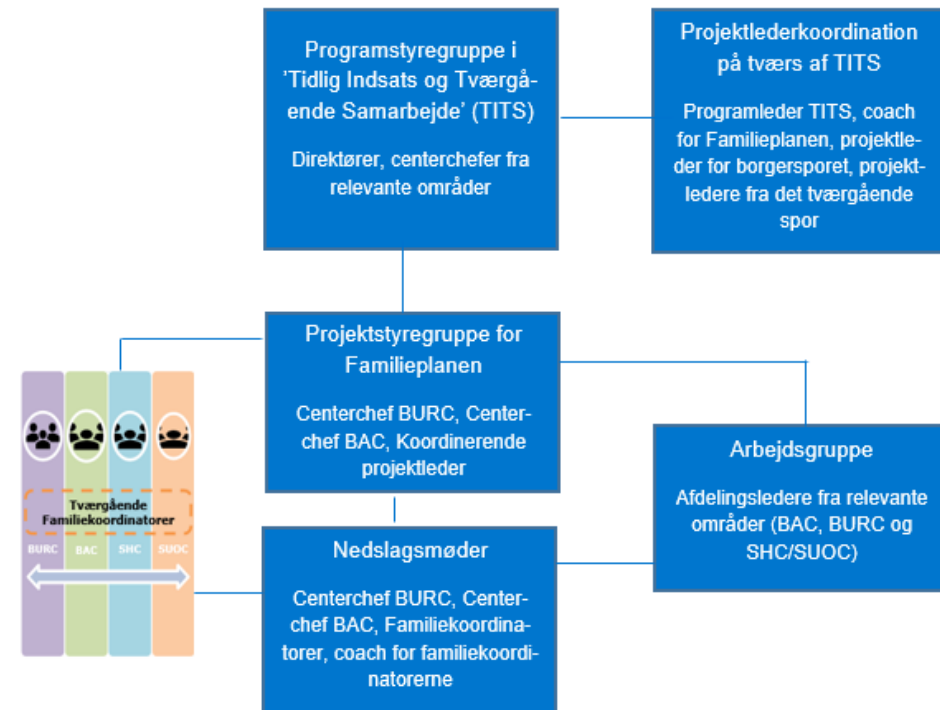 Programstyregruppe i
'Tidlig Indsats og Tværgå-
ende Samarbejde' (TITS)
Direktører, centerchefer fra
relevante områder
Projektlederkoordination
på tværs af TITS
Programleder TITS, coach
for Familieplanen, projektle-
der for borgersporet, projekt-
ledere fra det tværgående
spor
Projektstyregruppe for
Familieplanen
Centerchef BURC, Center-
chef BAC, Koordinerende
projektleder
Tværgående
Familiekoordinatorer
BURC BAC SHC SUOC
Arbejdsgruppe
Afdelingsledere fra relevante
områder (BAC, BURC og
SHC/SUOC)
Nedslagsmøder
Centerchef BURC, Center-
chef BAC, Familiekoordina-
torer, coach for familiekoordi-
natorerne